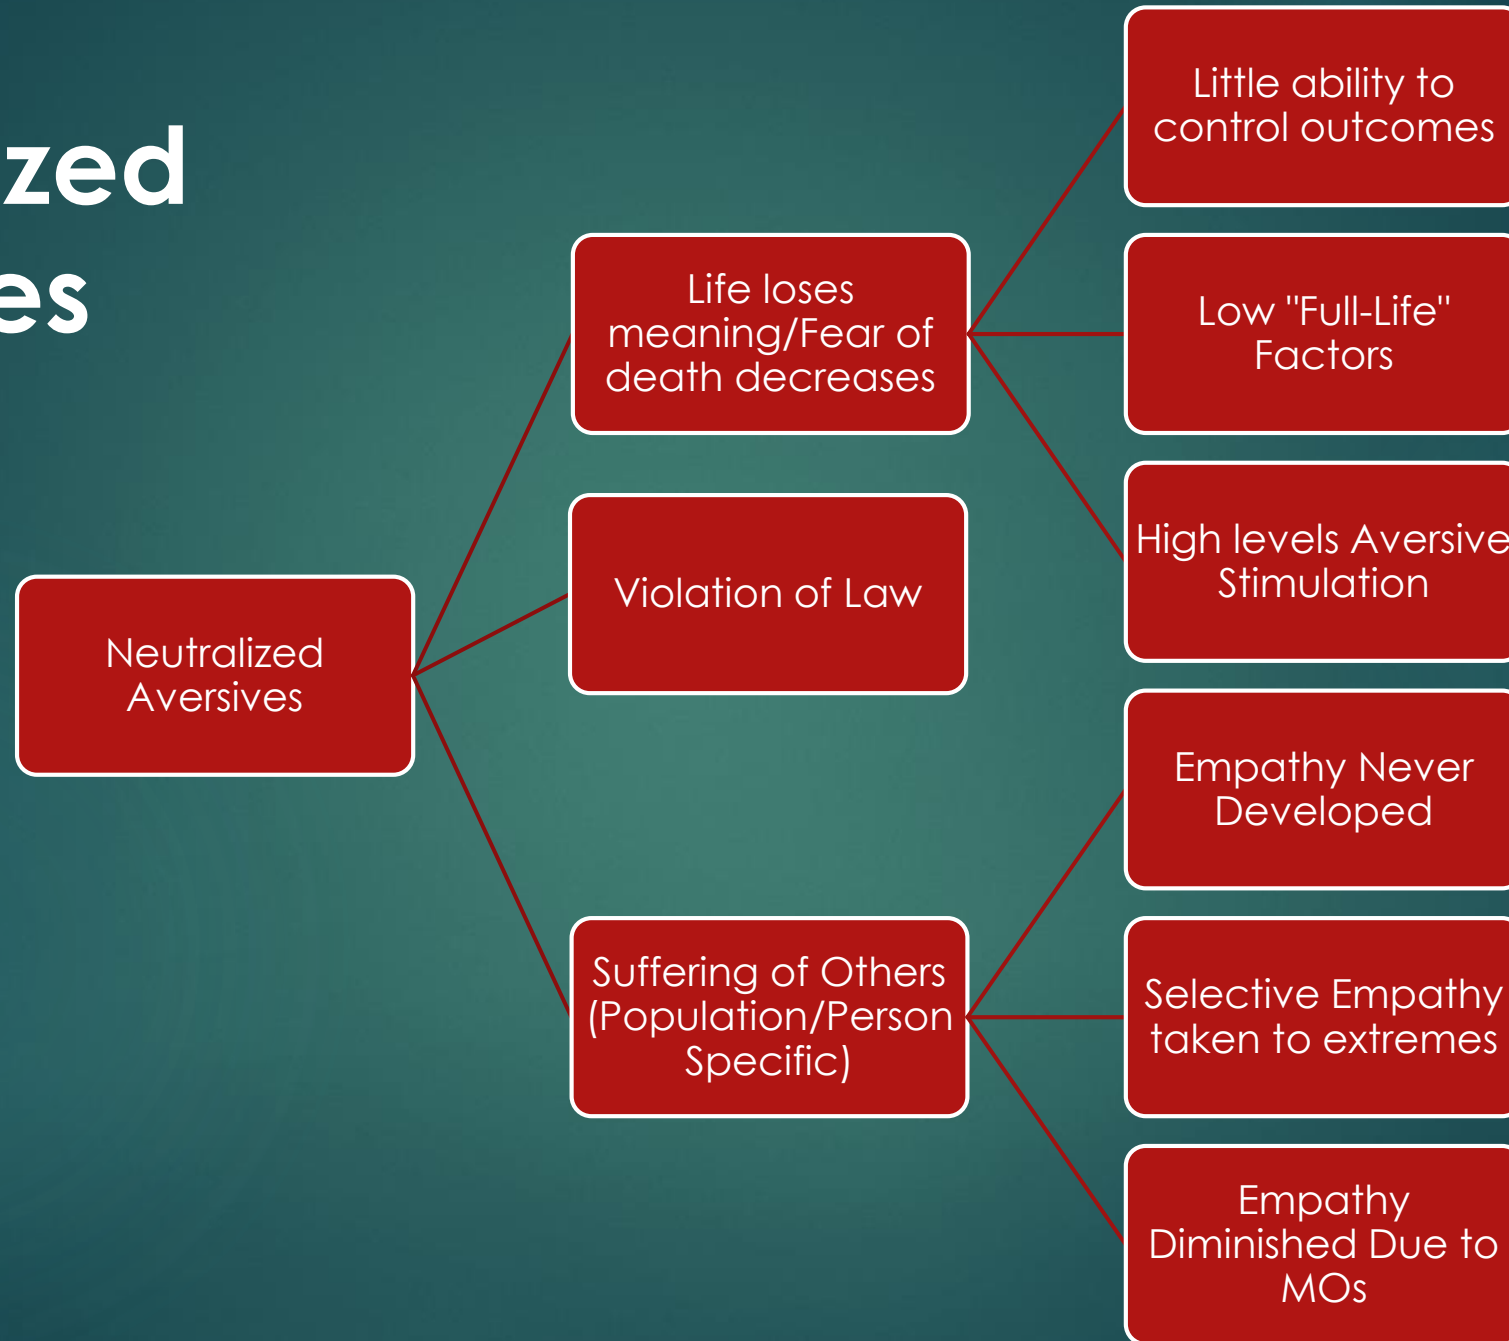 zed
es
Neutralized
Aversives
Life loses
meaning/Fear of
death decreases
Little ability to
control outcomes
Low "Full-Life"
Factors
High levels Aversive
Stimulation
Violation of Law
Suffering of Others
(Population/Person
Specific)
Empathy Never
Developed
Selective Empathy
taken to extremes
Empathy
Diminished Due to
MOs